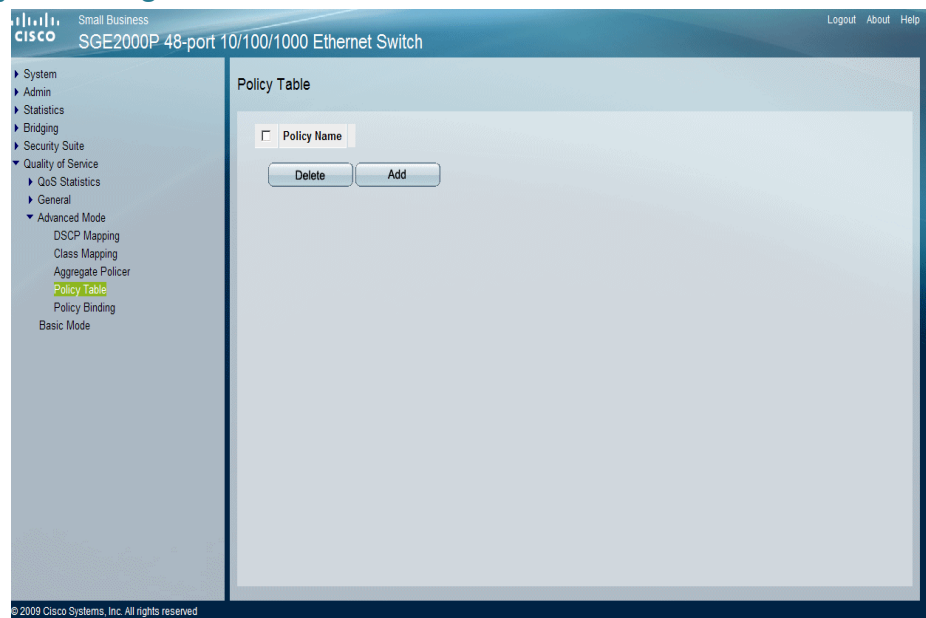 Small Business
CISCO
SGE2000P 48-port 10/100/1000 Ethernet Switch
Logout About Help
System
Admin
Statistics
Bridging
Security Suite
Quality of Service
QoS Statistics
General
Advanced Mode
DSCP Mapping
Class Mapping
Aggregate Policer
Policy Table
Policy Binding
Basic Mode
Policy Table
Policy Name
Delete Add
© 2009 Cisco Systems, Inc. All rights reserved